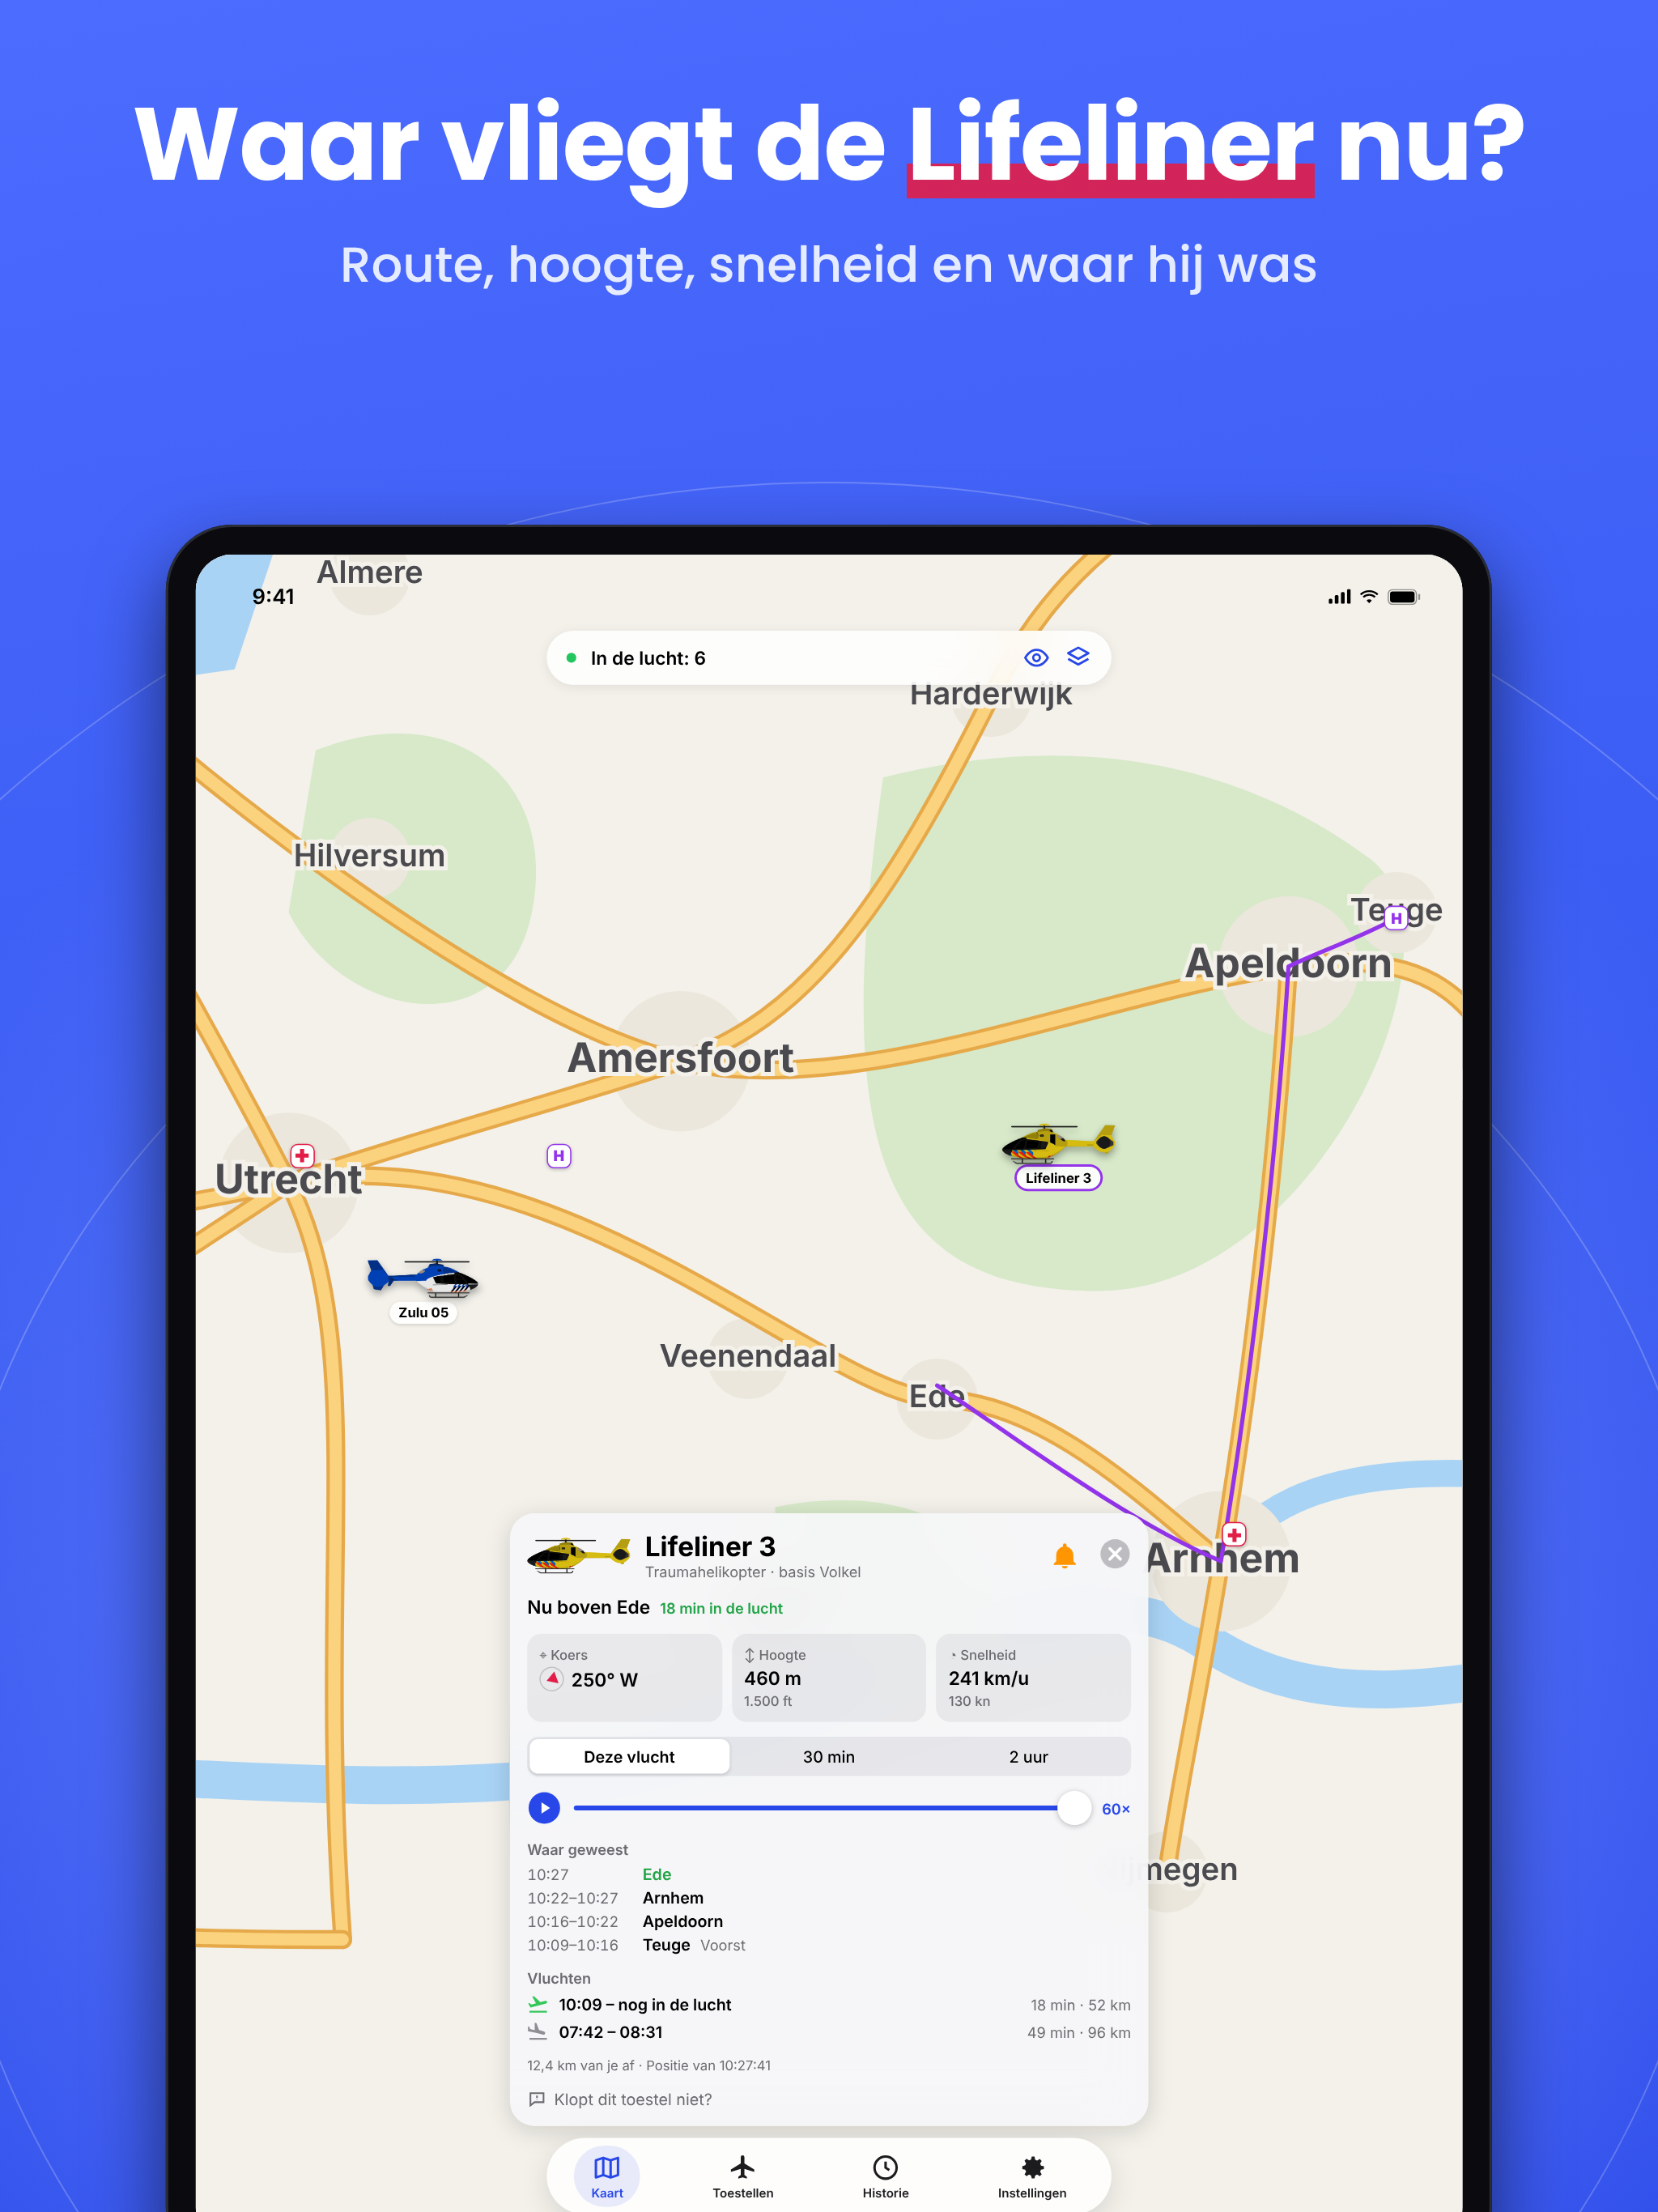 Waar vliegt de Lifeliner nu?
Route, hoogte, snelheid en waar hij was
Almere
9:41
In de lucht: 6
Harderwijk
Hilversum
Teuge
H
Apeldoorn
Amersfoort
Utrecht
H
Lifeliner 3
Zulu 05
Veenendaal
Ede
Arnhem
Lifeliner 3
Traumahelikopter · basis Volkel
Nu boven Ede 18 min in de lucht
Koers
250° W
Hoogte
460 m
1.500 ft
Snelheid
241 km/u
130 kn
Deze vlucht
30 min
2 uur
60×
Waar geweest
10:27 Ede
10:22–10:27 Arnhem
10:16–10:22 Apeldoorn
10:09–10:16 Teuge Voorst
Vluchten
10:09 – nog in de lucht 18 min · 52 km
07:42 – 08:31 49 min · 96 km
12,4 km van je af · Positie van 10:27:41
Klopt dit toestel niet?
Kaart
Toestellen
Historie
Instellingen